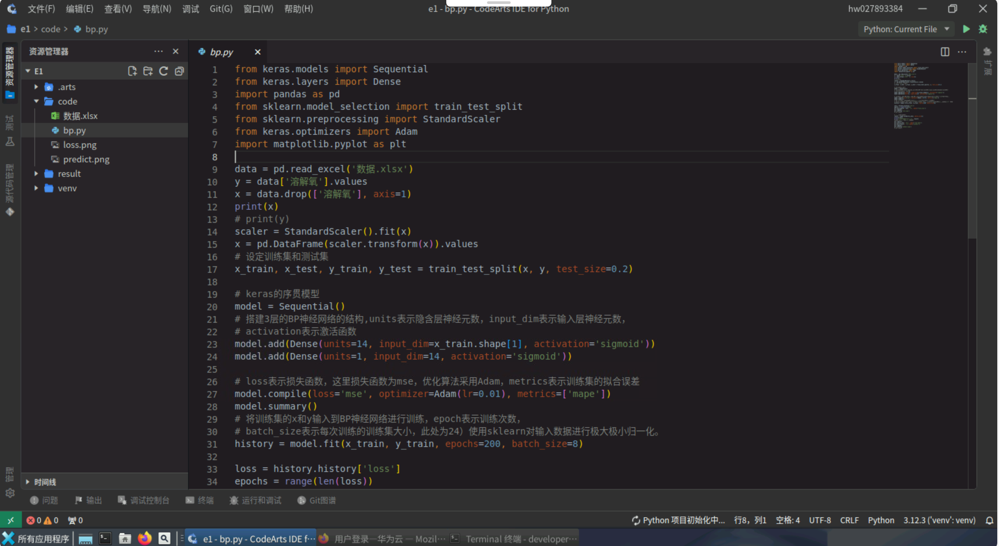 文件(F) 编辑(E) 查看(V) 导航(N) 调试 Git(G) 窗口(W) 帮助(H) e1 - bp.py - CodeArts IDE for Python hw027893384
e1 > code > bp.py Python: Current File
资源管理器 ··· bp.py ···
E1
.arts
code
数据.xlsx
bp.py
loss.png
predict.png
result
venv
时间线
资源管理器
测试
源代码管理
管理
扩展
1 from keras.models import Sequential
2 from keras.layers import Dense
3 import pandas as pd
4 from sklearn.model_selection import train_test_split
5 from sklearn.preprocessing import StandardScaler
6 from keras.optimizers import Adam
7 import matplotlib.pyplot as plt
8
9 data = pd.read_excel('数据.xlsx')
10 y = data['溶解氧'].values
11 x = data.drop(['溶解氧'], axis=1)
12 print(x)
13 # print(y)
14 scaler = StandardScaler().fit(x)
15 x = pd.DataFrame(scaler.transform(x)).values
16 # 设定训练集和测试集
17 x_train, x_test, y_train, y_test = train_test_split(x, y, test_size=0.2)
18
19 # keras的序贯模型
20 model = Sequential()
21 # 搭建3层的BP神经网络的结构,units表示隐含层神经元数，input_dim表示输入层神经元数，
22 # activation表示激活函数
23 model.add(Dense(units=14, input_dim=x_train.shape[1], activation='sigmoid'))
24 model.add(Dense(units=1, input_dim=14, activation='sigmoid'))
25
26 # loss表示损失函数，这里损失函数为mse，优化算法采用Adam，metrics表示训练集的拟合误差
27 model.compile(loss='mse', optimizer=Adam(lr=0.01), metrics=['mape'])
28 model.summary()
29 # 将训练集的x和y输入到BP神经网络进行训练，epoch表示训练次数，
30 # batch_size表示每次训练的训练集大小，此处为24）使用sklearn对输入数据进行极大极小归一化。
31 history = model.fit(x_train, y_train, epochs=200, batch_size=8)
32
33 loss = history.history['loss']
34 epochs = range(len(loss))
问题 输出 调试控制台 终端 运行和调试 Git图谱
0 0 0 Python 项目初始化中... 行8，列1 空格: 4 UTF-8 CRLF Python 3.12.3 ('venv': venv)
所有应用程序 e1 - bp.py - CodeArts IDE f··· 用户登录—华为云 — Mozil··· Terminal 终端 - developer···